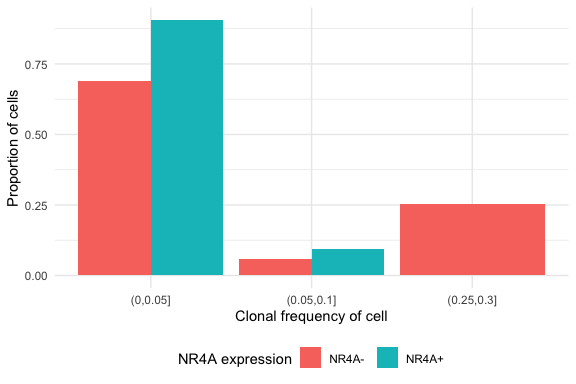 Proportion of cells
0.75
0.50
0.25
0.00
(0,0.05]
(0.05,0.1]
(0.25,0.3]
Clonal frequency of cell
NR4A expression
NR4A-
NR4A+